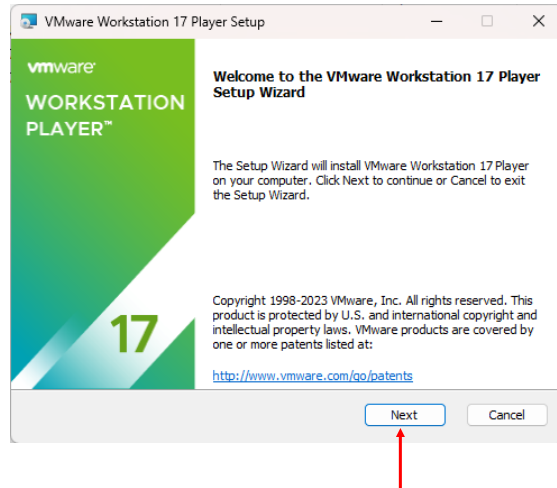 VMware Workstation 17 Player Setup
vmware
WORKSTATION
PLAYER™
17
Welcome to the VMware Workstation 17 Player
Setup Wizard
The Setup Wizard will install VMware Workstation 17 Player
on your computer. Click Next to continue or Cancel to exit
the Setup Wizard.
Copyright 1998-2023 VMware, Inc. All rights reserved. This
product is protected by U.S. and international copyright and
intellectual property laws. VMware products are covered by
one or more patents listed at:
http://www.vmware.com/go/patents
Next
Cancel